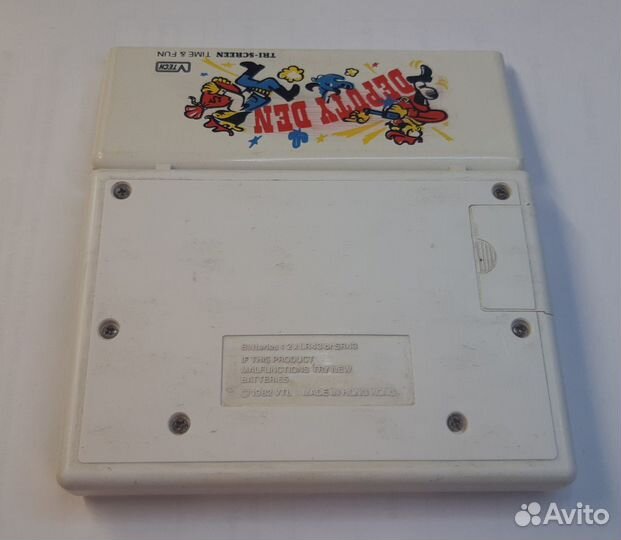 TRI-SCREEN TIME & FUN
VTECH
DEPUTY DEN
$
Batteries : 2 x LR43 or SR43
IF THIS PRODUCT
MALFUNCTIONS TRY NEW
BATTERIES.
© 1982 VTL MADE IN HONG KONG
Avito